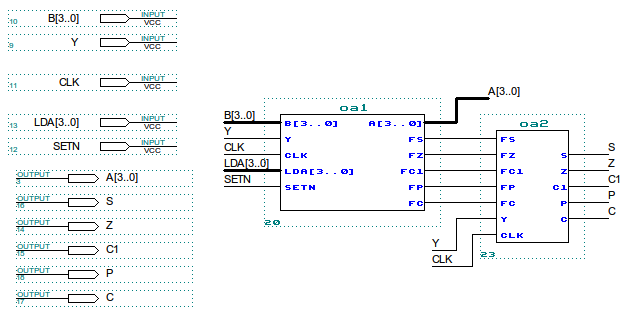 10 B[3..0] INPUT VCC
9 Y INPUT VCC
11 CLK INPUT VCC
13 LDA[3..0] INPUT VCC
12 SETN INPUT VCC
OUTPUT 3 A[3..0]
OUTPUT 16 S
OUTPUT 14 Z
OUTPUT 15 C1
OUTPUT P
OUTPUT 17 C
A[3..0]
oa1
B[3..0] B[3..0] A[3..0]
Y Y FS
CLK CLK FZ
LDA[3..0] LDA[3..0] FC1
SETN SETN FP
FC
20
oa2
FS
FZ S S
FC1 Z Z
FP C1 C1
FC P P
Y Y C C
CLK CLK
23